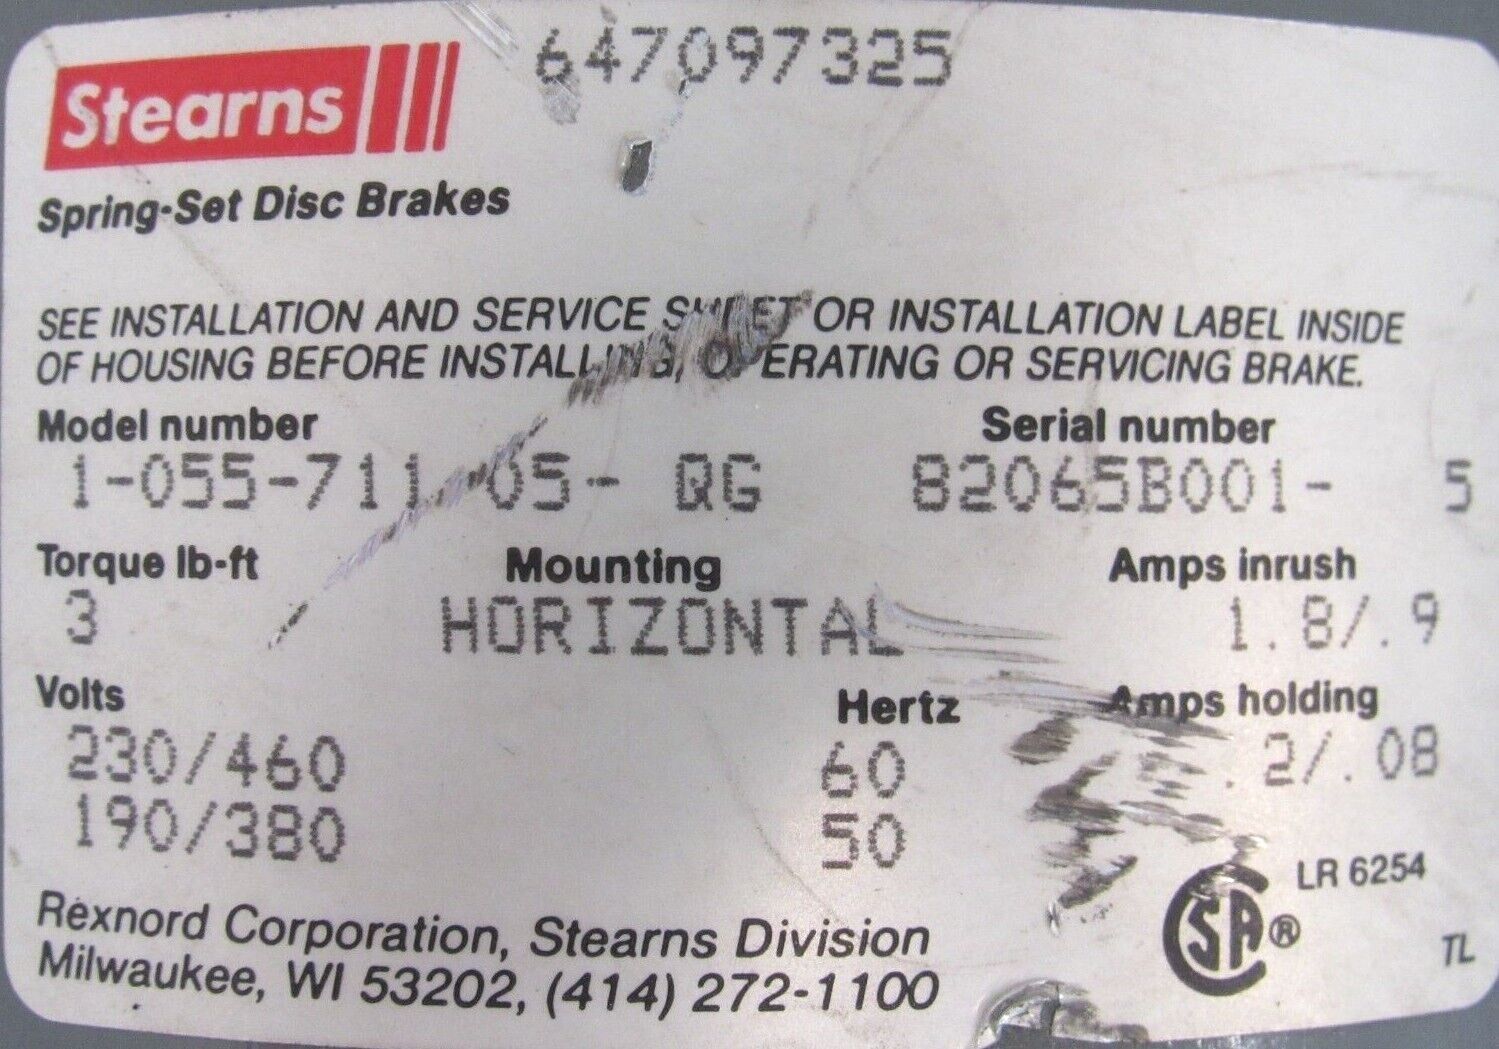 647097325
Stearns
Spring-Set Disc Brakes
SEE INSTALLATION AND SERVICE SHEET OR INSTALLATION LABEL INSIDE
OF HOUSING BEFORE INSTALLING, OPERATING OR SERVICING BRAKE.
Model number Serial number
1-055-711 05- QG 82065B001- 5
Torque lb-ft Mounting Amps inrush
3 HORIZONTAL 1.8/.9
Volts Hertz Amps holding
230/460 60 .2/.08
190/380 50
LR 6254
CSA®
Rexnord Corporation, Stearns Division
TL
Milwaukee, WI 53202, (414) 272-1100